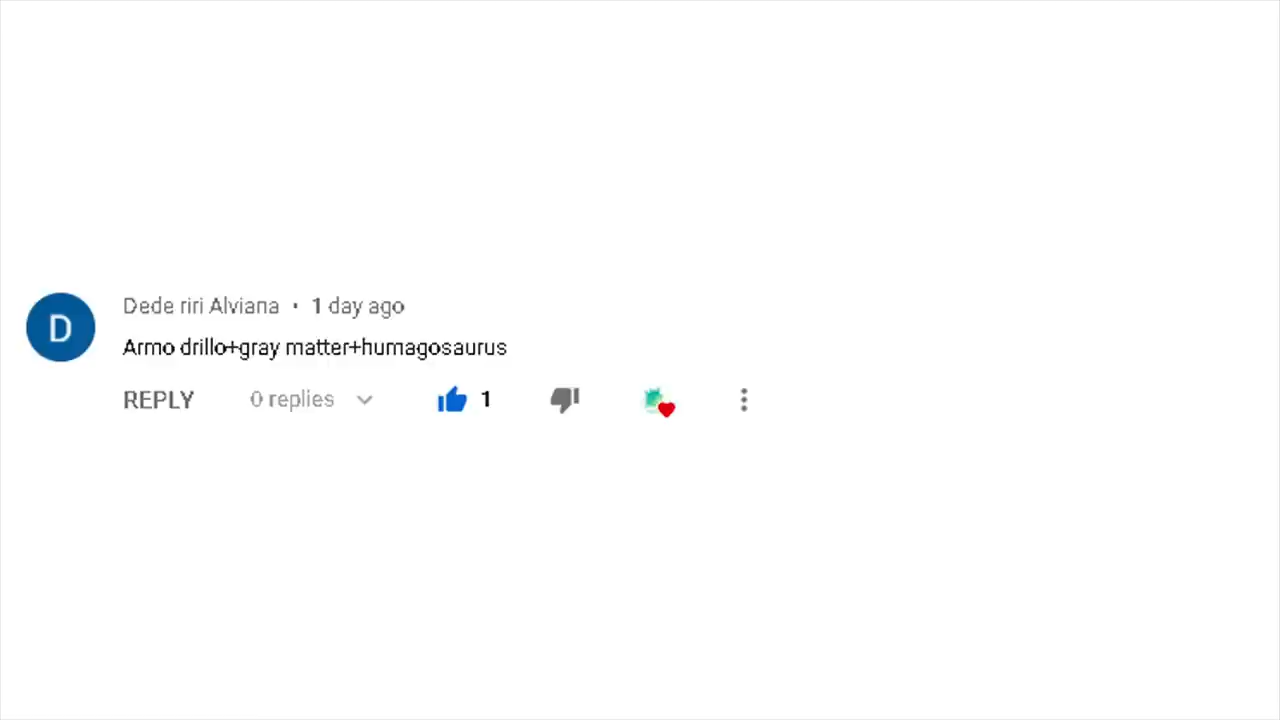 D
Dede riri Alviana • 1 day ago
Armo drillo+gray matter+humagosaurus
REPLY 0 replies 1